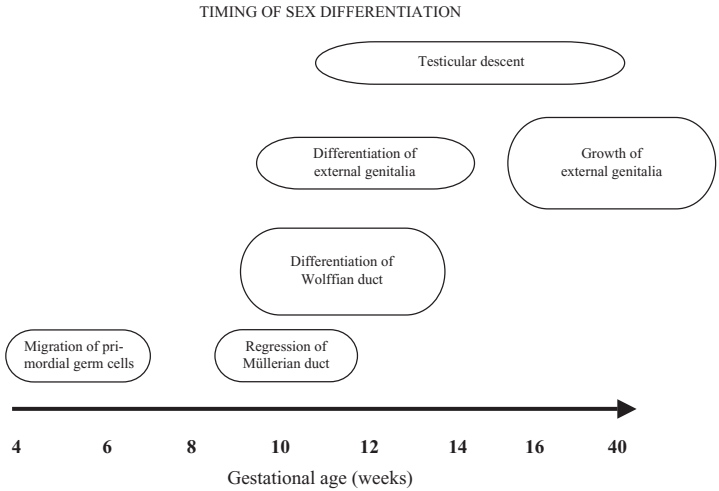 TIMING OF SEX DIFFERENTIATION
Testicular descent
Differentiation of
external genitalia
Growth of
external genitalia
Differentiation of
Wolffian duct
Migration of pri-
mordial germ cells
Regression of
Müllerian duct
4 6 8 10 12 14 16 40
Gestational age (weeks)